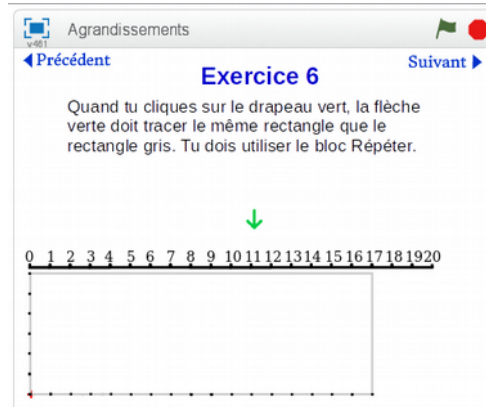 Agrandissements
v461
Précédent
Suivant
Exercice 6
Quand tu cliques sur le drapeau vert, la flèche
verte doit tracer le même rectangle que le
rectangle gris. Tu dois utiliser le bloc Répéter.
0 1 2 3 4 5 6 7 8 9 10 11 12 13 14 15 16 17 18 19 20